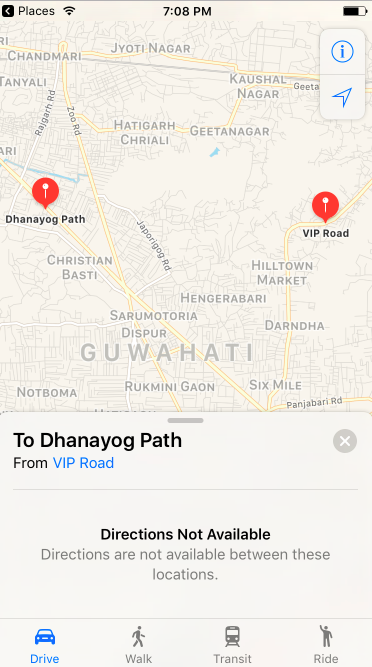 Places
7:08 PM
CHANDMARI
JYOTI NAGAR
TANYALI
KAUSHAL
NAGAR
Geeta
Rajgarh Rd
Zoo Rd
HATIGARH
CHRIALI
GEETANAGAR
ARI
Dhanayog Path
VIP Road
Japorigog Rd
CHRISTIAN
BASTI
HILLTOWN
MARKET
HENGERABARI
SARUMOTORIA
DISPUR
DARNDHA
GUWAHATI
NOTBOMA
RUKMINI GAON
SIX MILE
Panjabari Rd
To Dhanayog Path
From VIP Road
Directions Not Available
Directions are not available between these
locations.
Drive
Walk
Transit
Ride